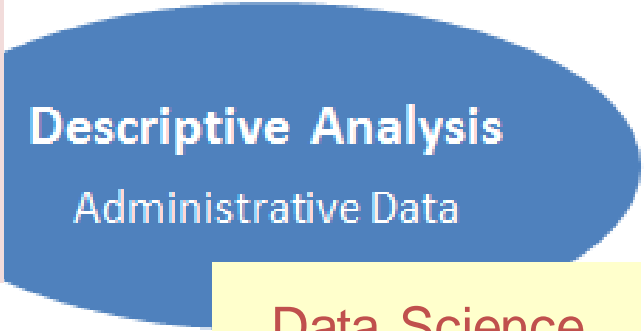 Descriptive Analysis
Administrative Data
Data Science